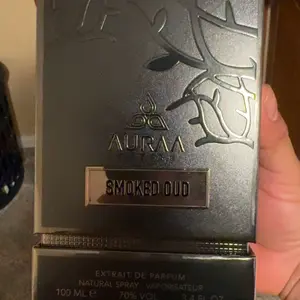 AURAA
SMOKED OUD
EXTRAIT DE PARFUM
NATURAL SPRAY VAPORISATEUR
100 ML ℮ 70% VOL 3.4 FL.OZ